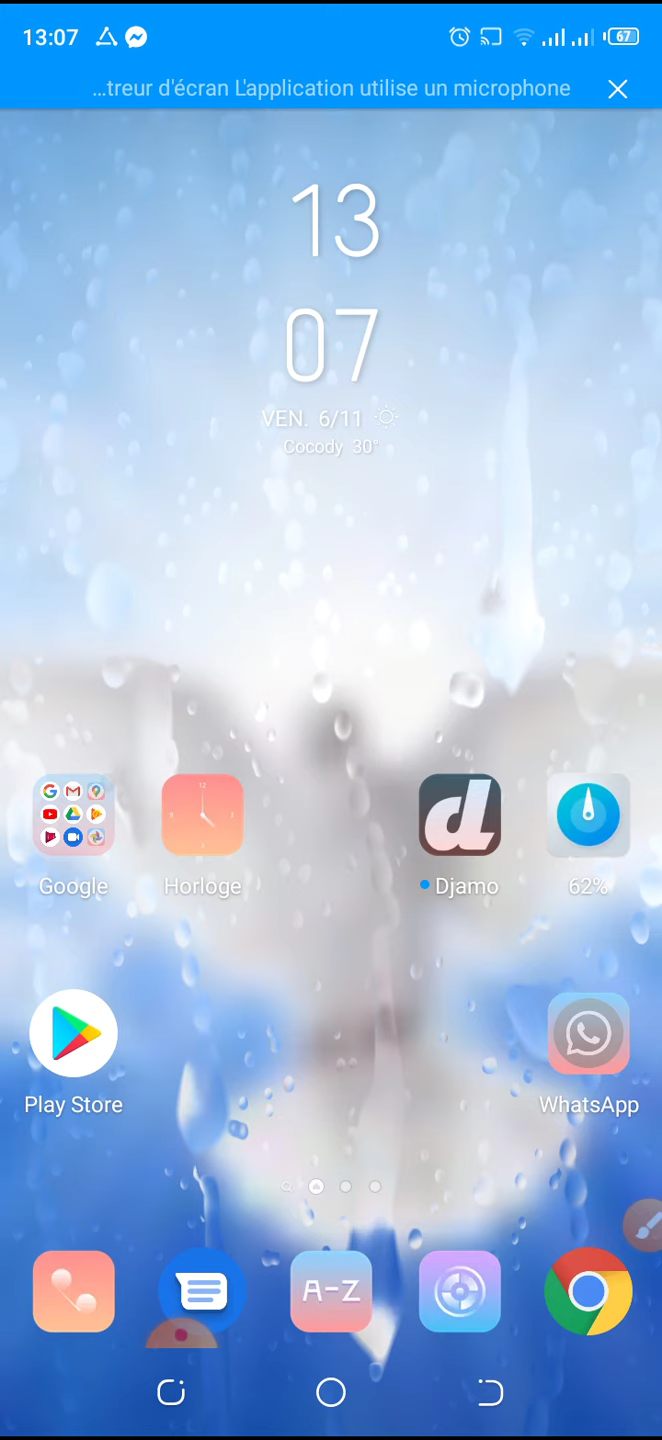 13:07
67
...treur d'écran L'application utilise un microphone
13
07
VEN. 6/11
Cocody 30°
Google
Horloge
d
Djamo
62%
Play Store
WhatsApp
A-Z